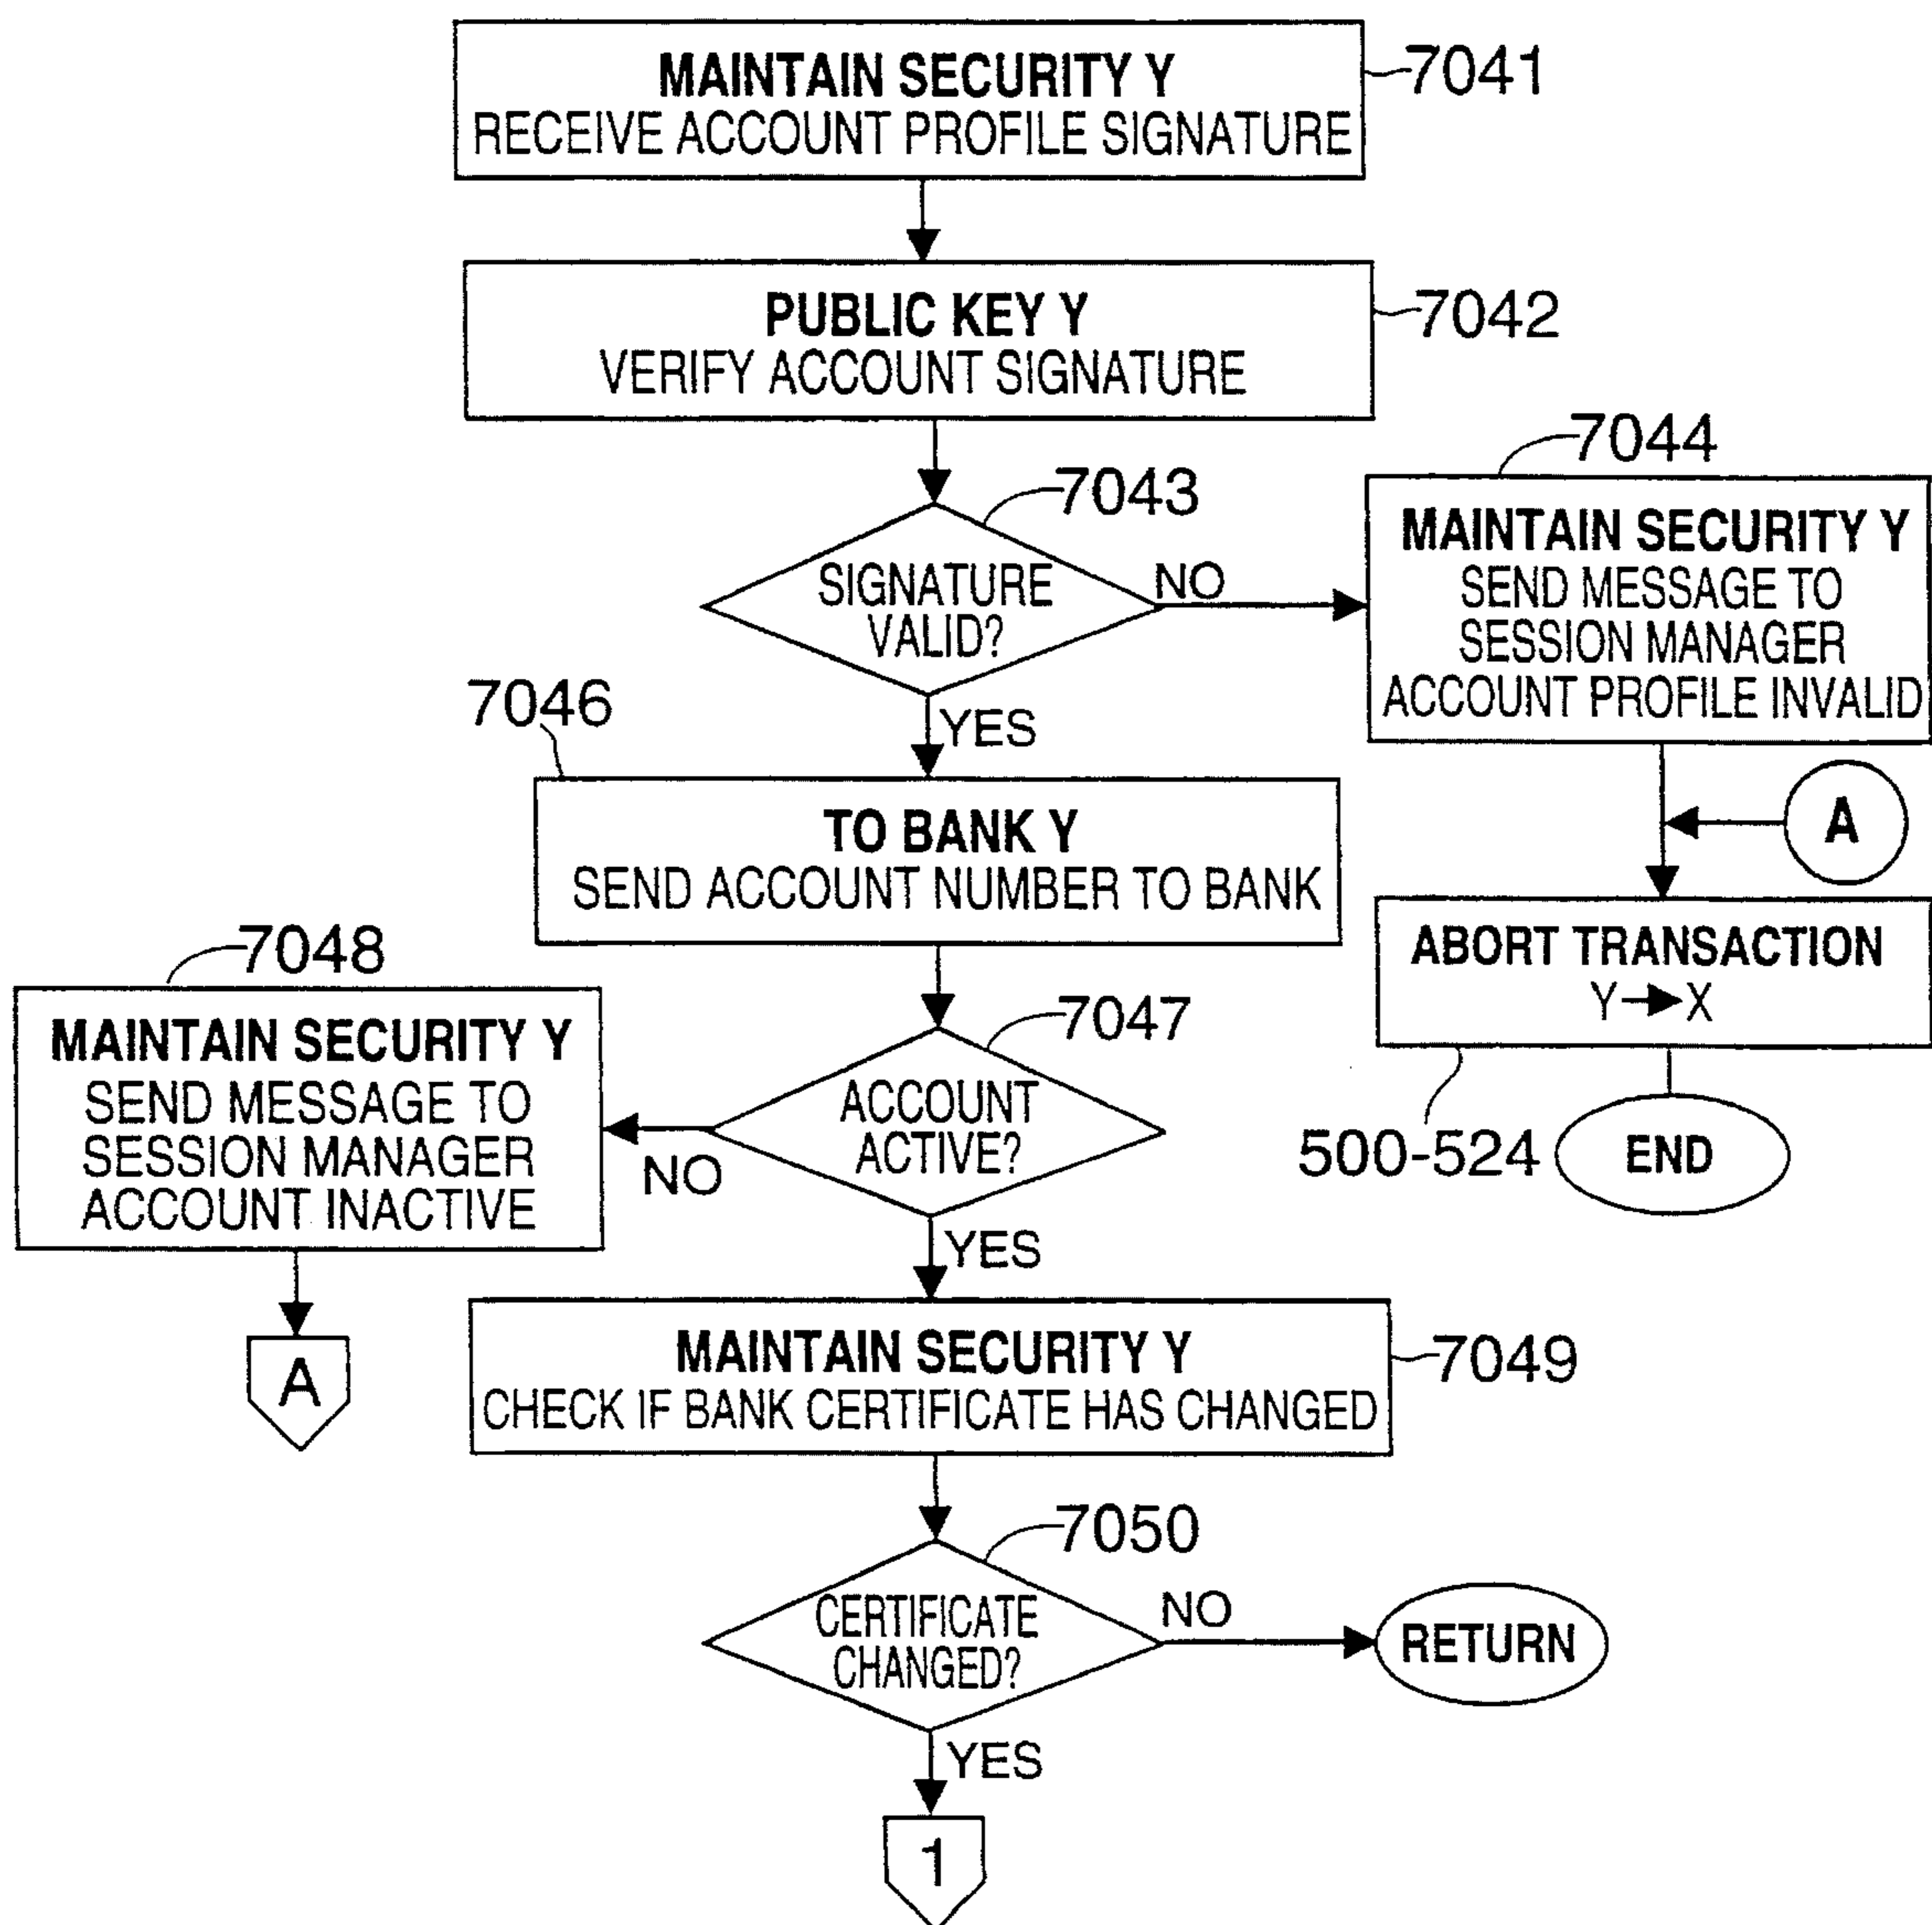 MAINTAIN SECURITY Y
RECEIVE ACCOUNT PROFILE SIGNATURE
7041
PUBLIC KEY Y
VERIFY ACCOUNT SIGNATURE
7042
7043
SIGNATURE
VALID?
NO
YES
7044
MAINTAIN SECURITY Y
SEND MESSAGE TO
SESSION MANAGER
ACCOUNT PROFILE INVALID
A
ABORT TRANSACTION
Y→X
500-524
END
7046
TO BANK Y
SEND ACCOUNT NUMBER TO BANK
7047
ACCOUNT
ACTIVE?
NO
YES
7048
MAINTAIN SECURITY Y
SEND MESSAGE TO
SESSION MANAGER
ACCOUNT INACTIVE
A
MAINTAIN SECURITY Y
CHECK IF BANK CERTIFICATE HAS CHANGED
7049
7050
CERTIFICATE
CHANGED?
NO
RETURN
YES
1